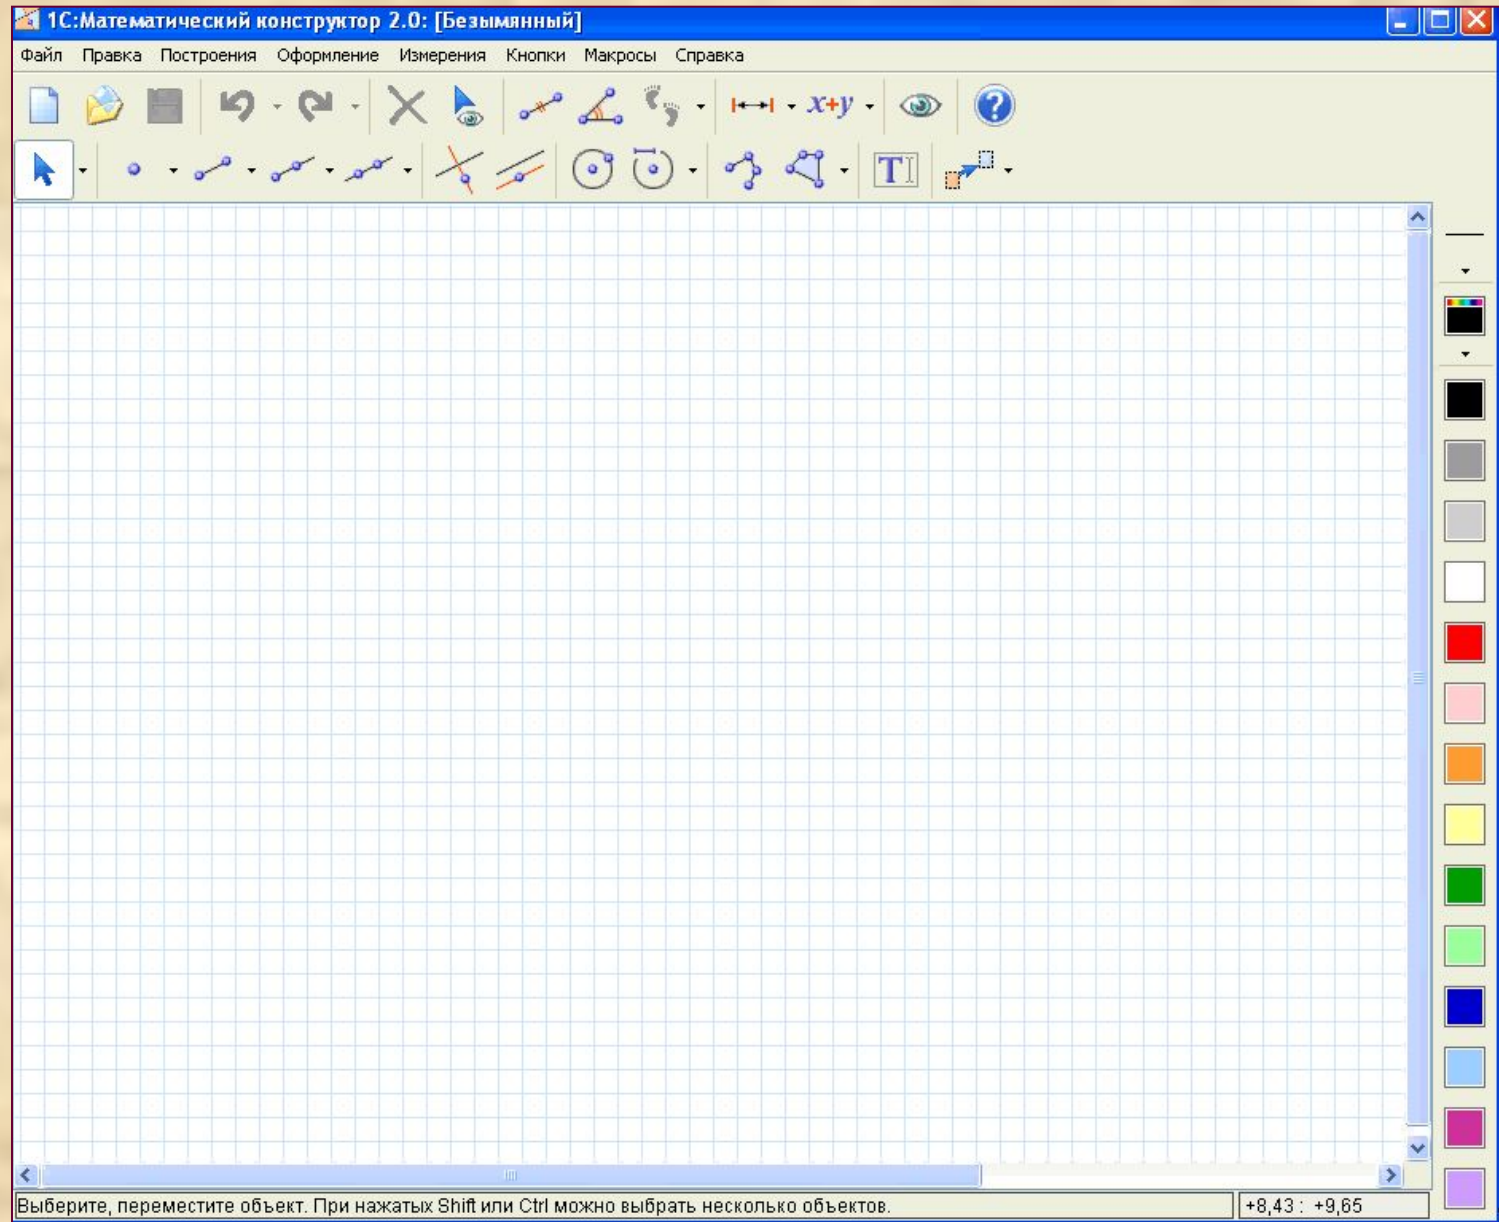 1С:Математический конструктор 2.0: [Безымянный]
Файл Правка Построения Оформление Измерения Кнопки Макросы Справка
x+y
?
T
Выберите, переместите объект. При нажатых Shift или Ctrl можно выбрать несколько объектов.
+8,43 : +9,65